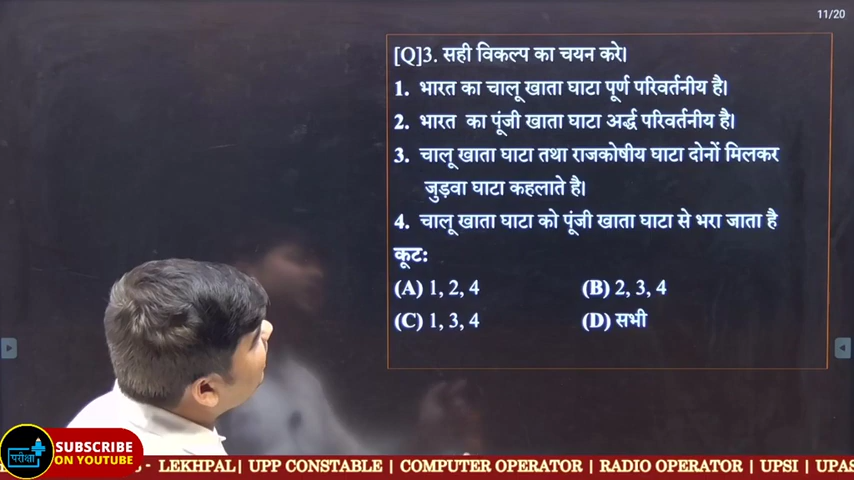 11/20
[Q]3. सही विकल्प का चयन करे।
1. भारत का चालू खाता घाटा पूर्ण परिवर्तनीय है।
2. भारत का पूंजी खाता घाटा अर्द्ध परिवर्तनीय है।
3. चालू खाता घाटा तथा राजकोषीय घाटा दोनों मिलकर
जुड़वा घाटा कहलाते है।
4. चालू खाता घाटा को पूंजी खाता घाटा से भरा जाता है
कूट:
(A) 1, 2, 4 (B) 2, 3, 4
(C) 1, 3, 4 (D) सभी
परीक्षा
SUBSCRIBE
ON YOUTUBE
- LEKHPAL| UPP CONSTABLE | COMPUTER OPERATOR | RADIO OPERATOR | UPSI | UPAS